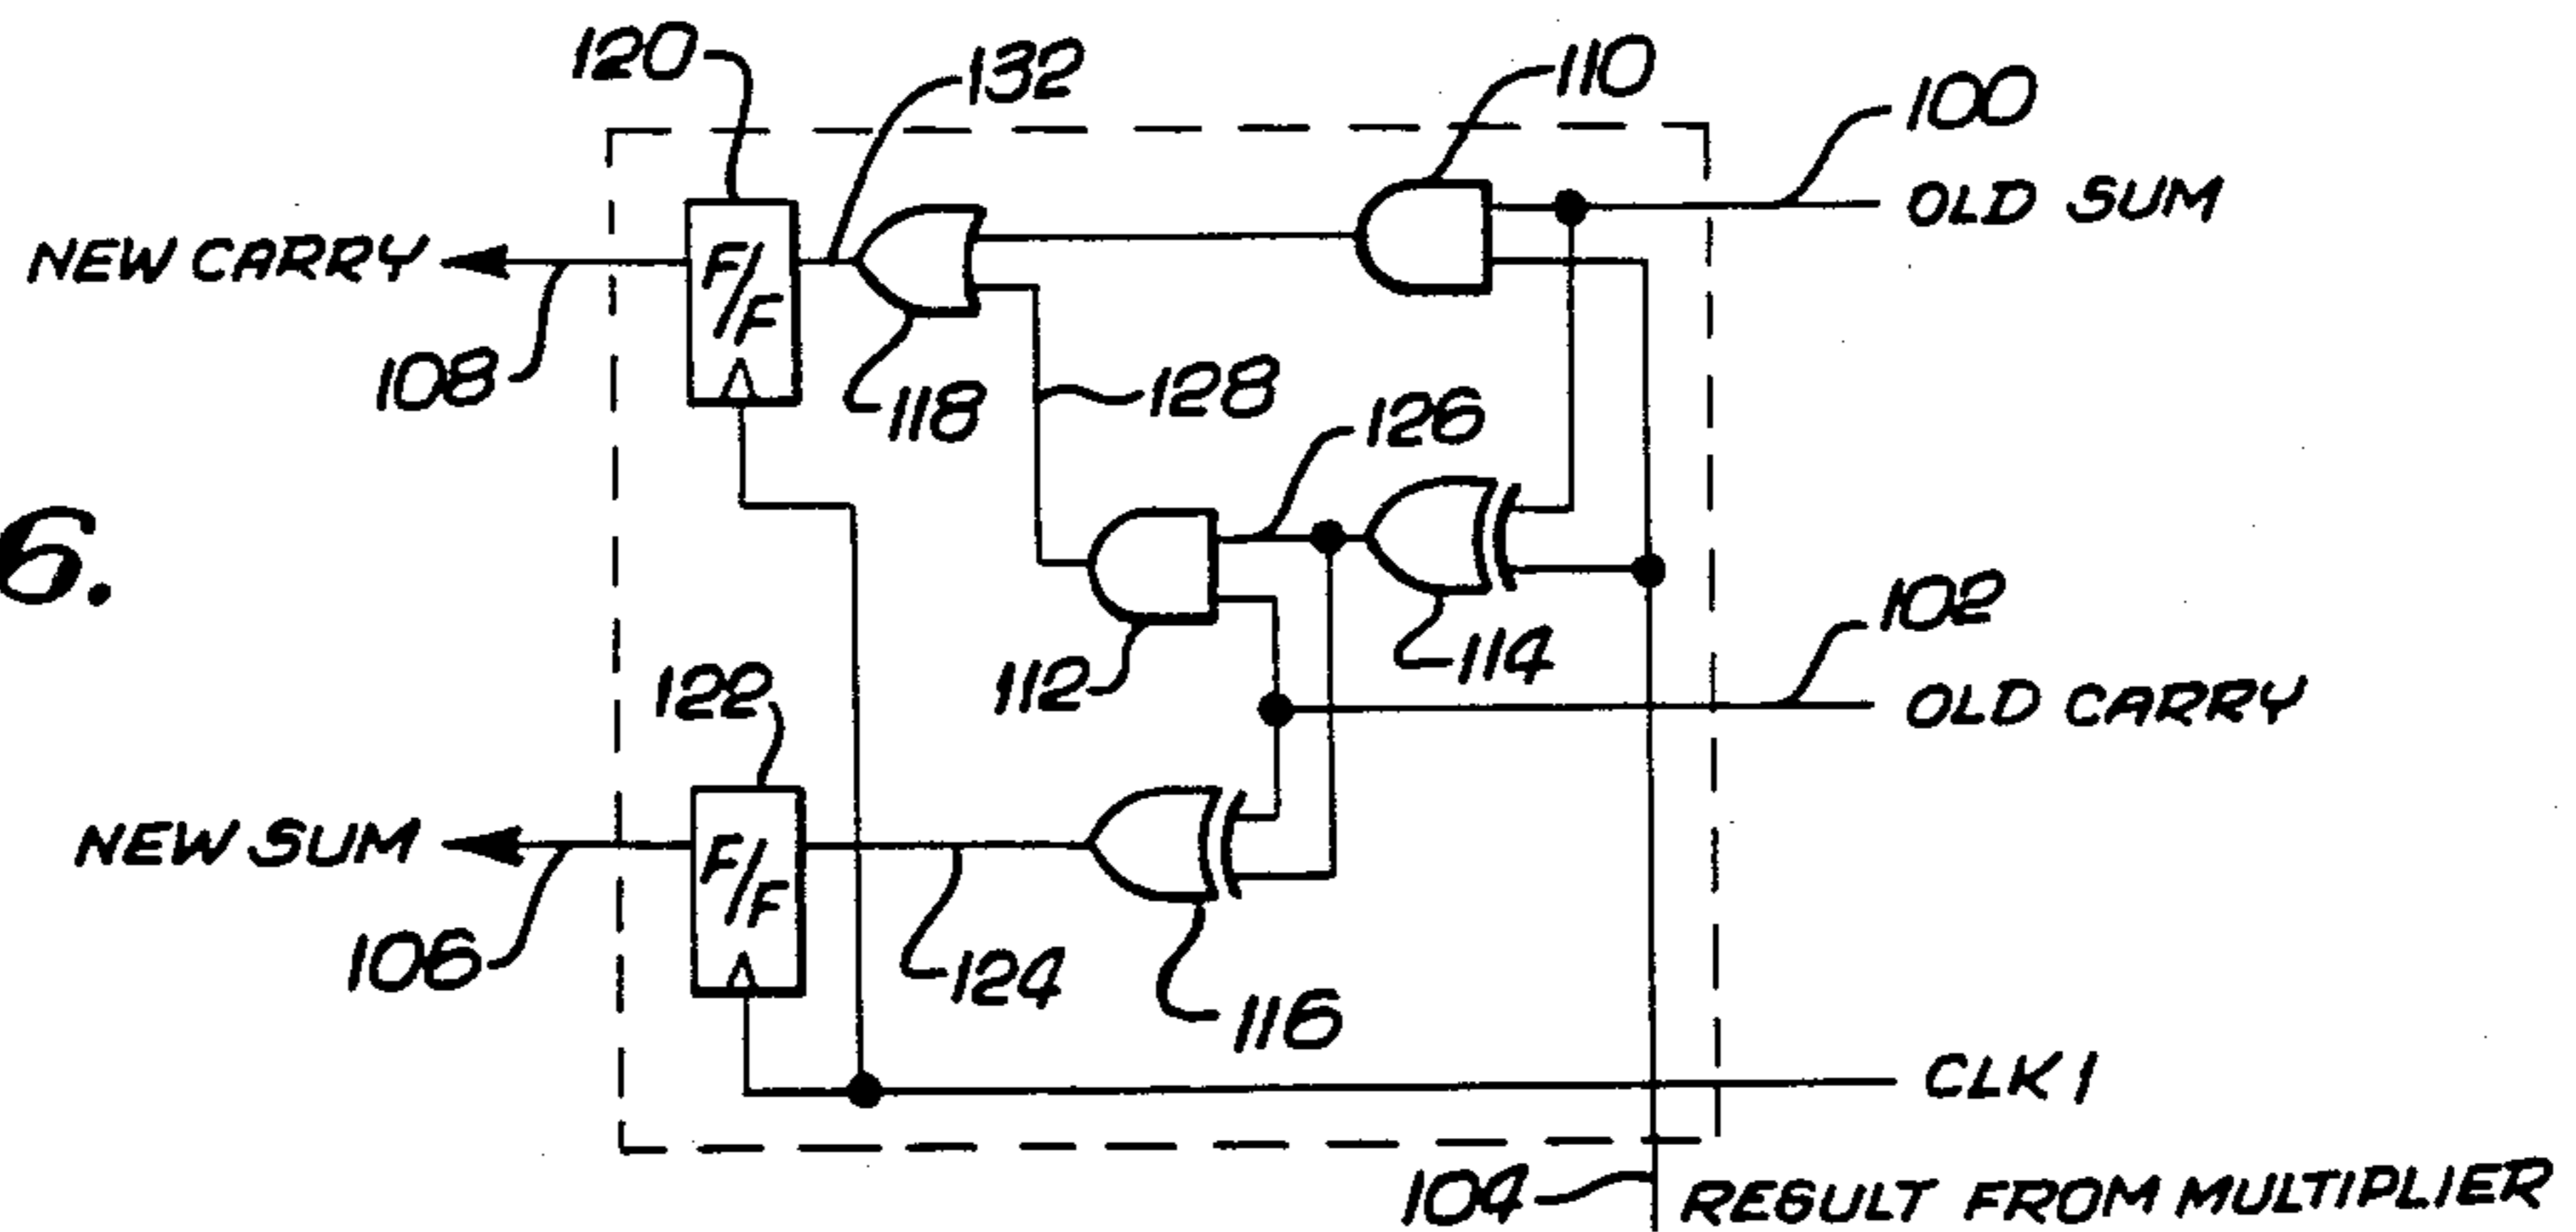 120
132
110
100
OLD SUM
NEW CARRY
F/F
108
118
128
126
6.
114
102
112
OLD CARRY
122
NEW SUM
F/F
106
124
116
CLK 1
104
RESULT FROM MULTIPLIER